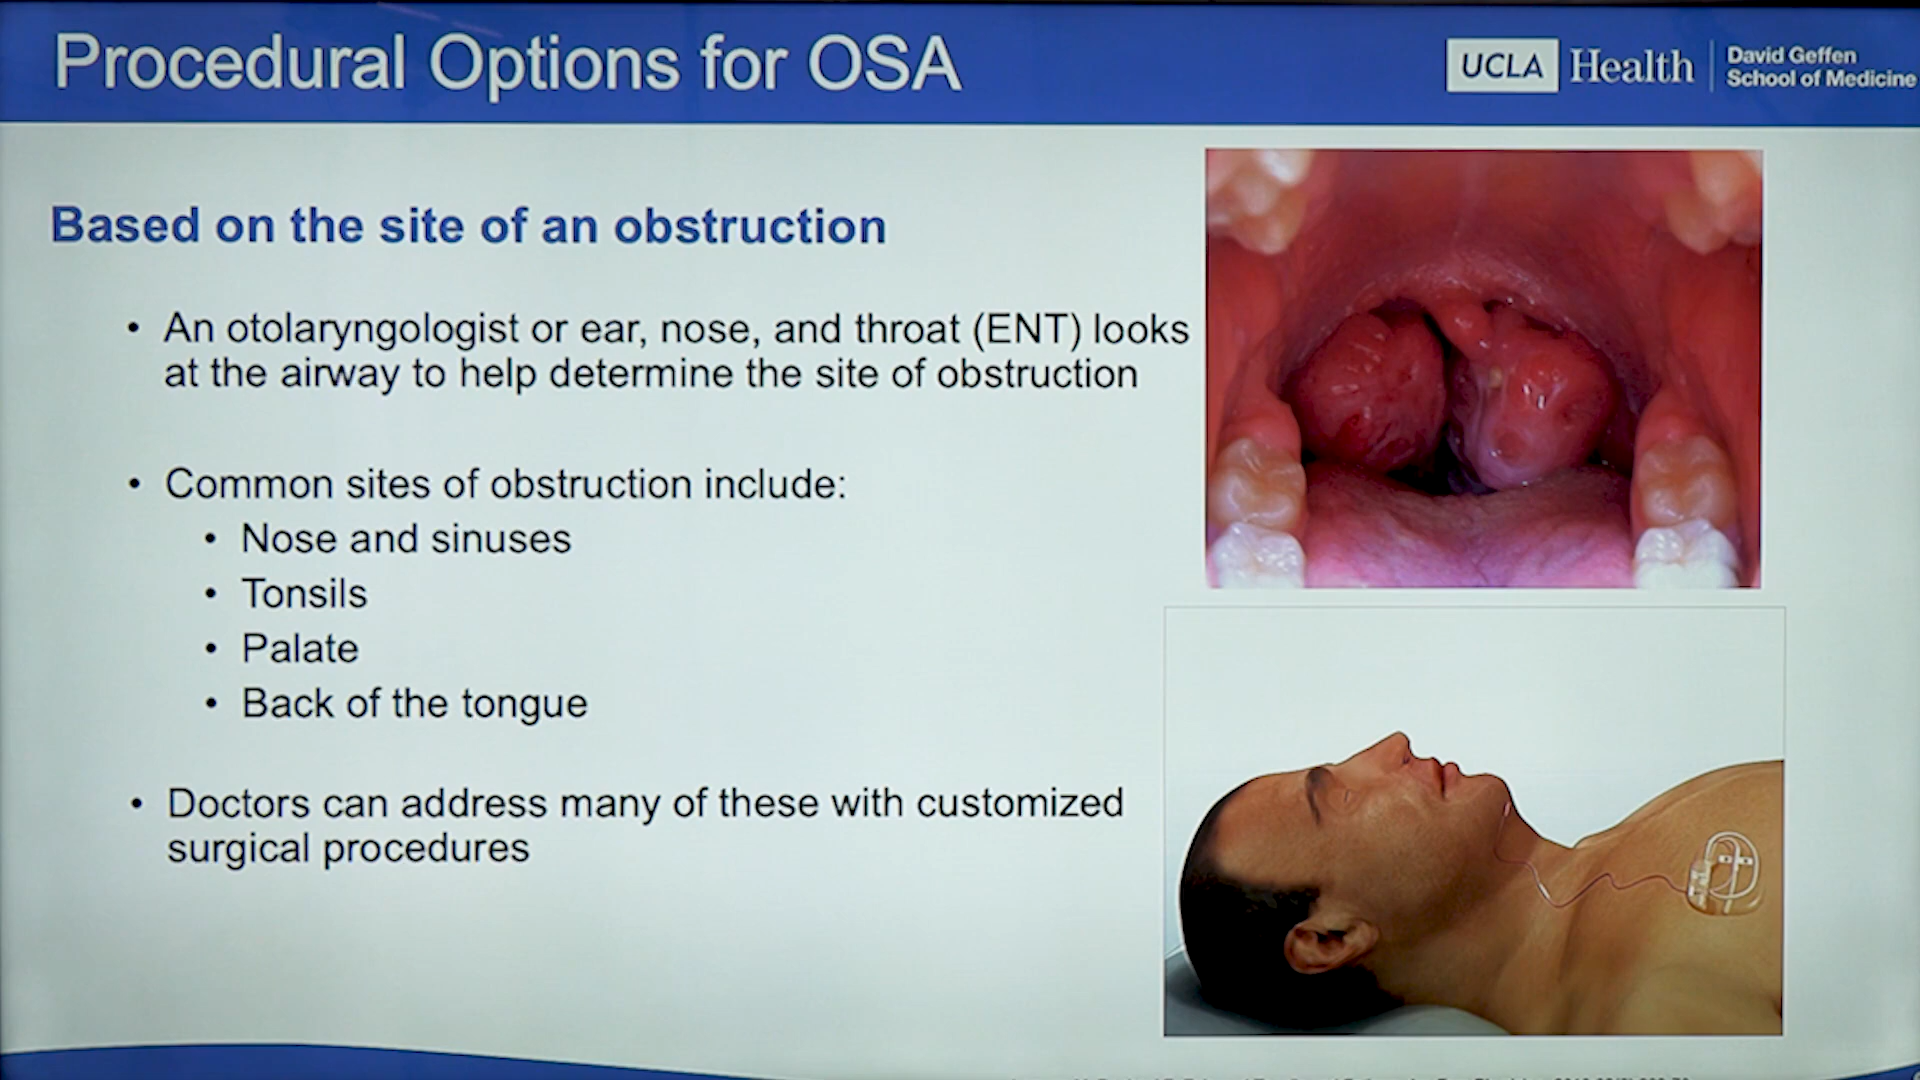 Procedural Options for OSA
UCLA Health
David Geffen
School of Medicine
Based on the site of an obstruction
• An otolaryngologist or ear, nose, and throat (ENT) looks
at the airway to help determine the site of obstruction
• Common sites of obstruction include:
• Nose and sinuses
• Tonsils
• Palate
• Back of the tongue
• Doctors can address many of these with customized
surgical procedures